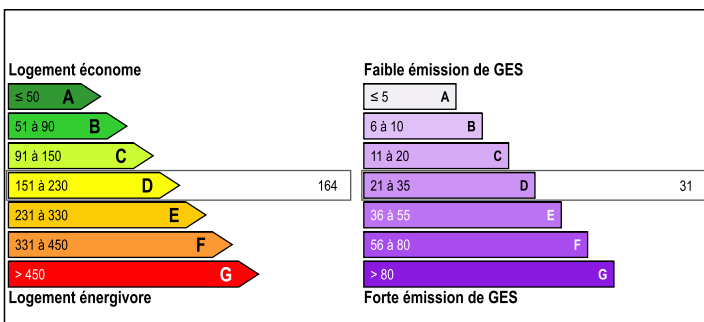 Logement économe
≤ 50 A
51 à 90 B
91 à 150 C
151 à 230 D 164
231 à 330 E
331 à 450 F
> 450 G
Logement énergivore
Faible émission de GES
≤ 5 A
6 à 10 B
11 à 20 C
21 à 35 D 31
36 à 55 E
56 à 80 F
> 80 G
Forte émission de GES